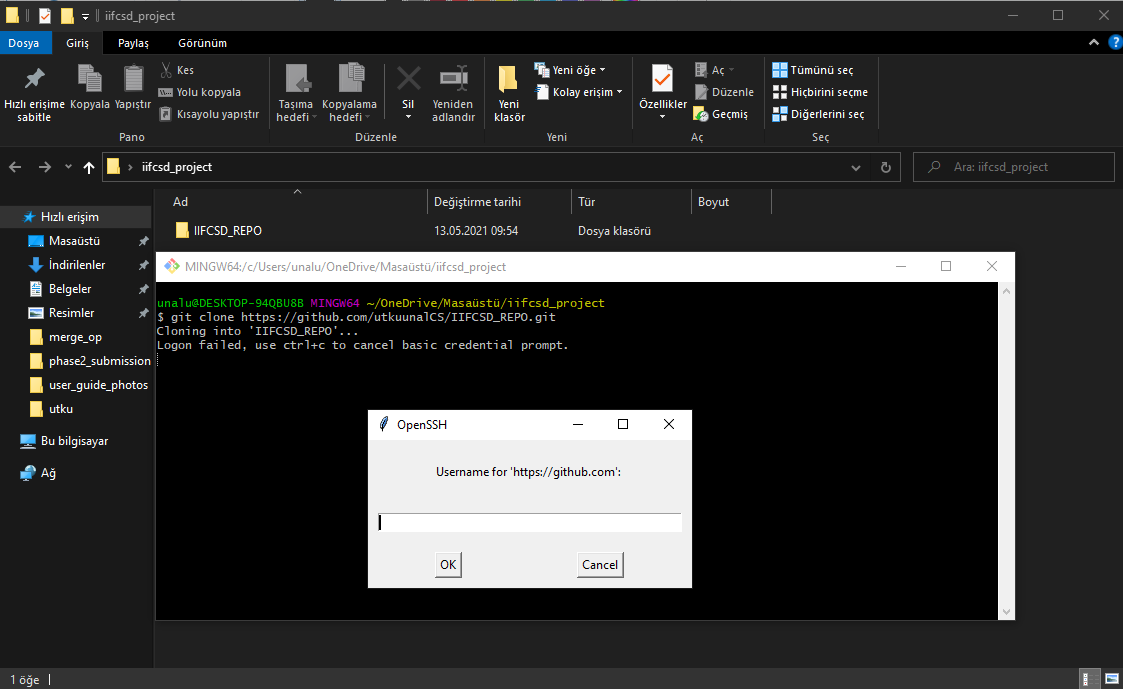 iifcsd_project
Dosya Giriş Paylaş Görünüm
Hızlı erişime sabitle
Kopyala
Yapıştır
Kes
Yolu kopyala
Kısayolu yapıştır
Pano
Taşıma hedefi
Kopyalama hedefi
Sil
Yeniden adlandır
Düzenle
Yeni klasör
Yeni öğe
Kolay erişim
Yeni
Özellikler
Aç
Düzenle
Geçmiş
Aç
Tümünü seç
Hiçbirini seçme
Diğerlerini seç
Seç
iifcsd_project
Ara: iifcsd_project
Ad Değiştirme tarihi Tür Boyut
IIFCSD_REPO 13.05.2021 09:54 Dosya klasörü
Hızlı erişim
Masaüstü
İndirilenler
Belgeler
Resimler
merge_op
phase2_submission
user_guide_photos
utku
Bu bilgisayar
Ağ
MINGW64:/c/Users/unalu/OneDrive/Masaüstü/iifcsd_project
unalu@DESKTOP-94QBU8B MINGW64 ~/OneDrive/Masaüstü/iifcsd_project
$ git clone https://github.com/utkuunalCS/IIFCSD_REPO.git
Cloning into 'IIFCSD_REPO'...
Logon failed, use ctrl+c to cancel basic credential prompt.
OpenSSH
Username for 'https://github.com':
OK Cancel
1 öğe